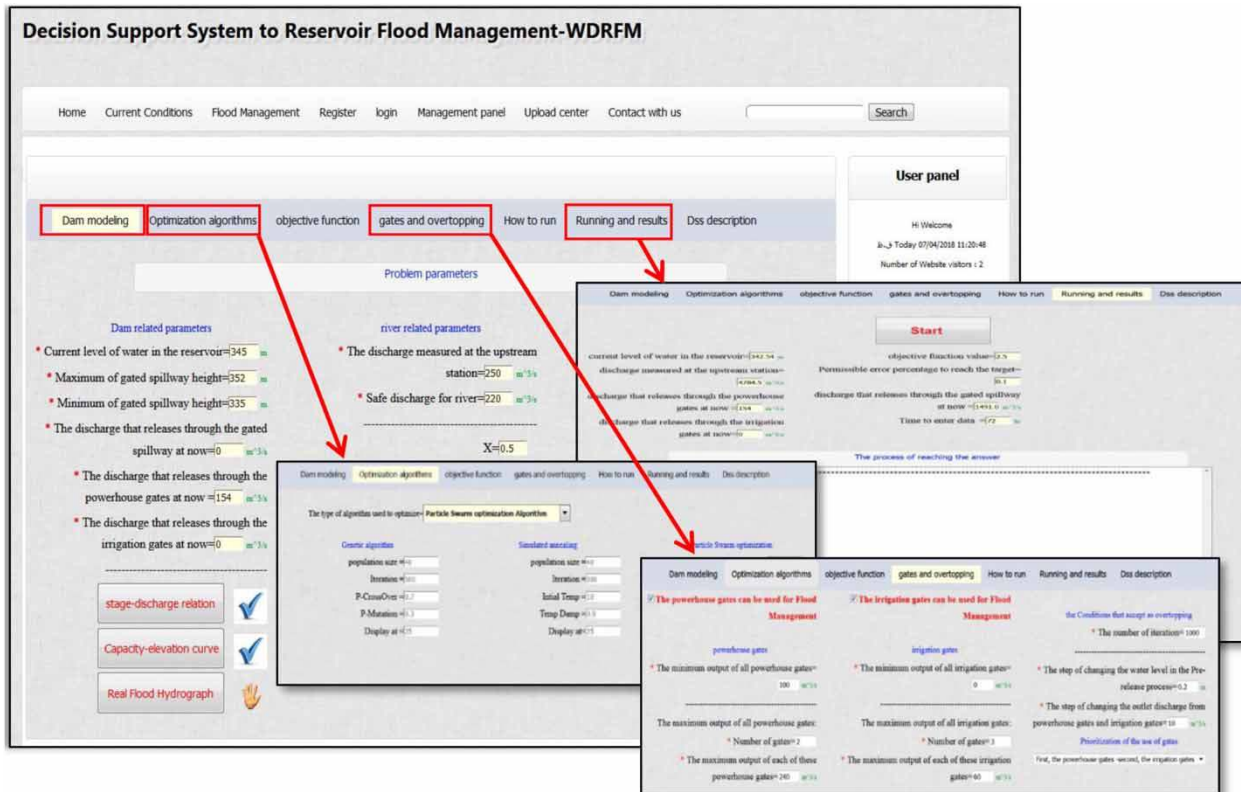 Decision Support System to Reservoir Flood Management-WDRFM
Home Current Conditions Flood Management Register login Management panel Upload center Contact with us Search
User panel
Dam modeling Optimization algorithms objective function gates and overtopping How to run Running and results Dss description
Hi Welcome
Today 07/04/2018 11:20:48
Number of Website visitors : 2
Problem parameters
Dam related parameters
* Current level of water in the reservoir=345 m
* Maximum of gated spillway height=352 m
* Minimum of gated spillway height=335 m
* The discharge that releases through the gated
spillway at now=0 m^3/s
* The discharge that releases through the
powerhouse gates at now =154 m^3/s
* The discharge that releases through the
irrigation gates at now=0 m^3/s
stage-discharge relation
Capacity-elevation curve
Real Flood Hydrograph
river related parameters
* The discharge measured at the upstream
station=250 m^3/s
* Safe discharge for river=220 m^3/s
X=0.5
Dam modeling Optimization algorithms objective function gates and overtopping How to run Running and results Dss description
Start
current level of water in the reservoir=342.54 m
discharge measured at the upstream station=
4704.5 m^3/s
discharge that releases through the powerhouse
gates at now=154 m^3/s
discharge that releases through the irrigation
gates at now=0 m^3/s
objective function value=2.5
Permissible error percentage to reach the target=
0.1
discharge that releases through the gated spillway
at now =1491.0 m^3/s
Time to enter data =72
The process of reaching the answer
Dam modeling Optimization algorithms objective function gates and overtopping How to run Running and results Dss description
The type of algorithm used to optimize= Particle Swarm optimization Algorithm
Genetic algorithm
population size =
Iteration =
P-CrossOver =0.7
P-Mutation =0.3
Display at =25
Simulated annealing
population size =
Iteration =
Initial Temp =10
Temp Damp =
Display at=25
Particle Swarm optimization
Dam modeling Optimization algorithms objective function gates and overtopping How to run Running and results Dss description
The powerhouse gates can be used for Flood
Management
powerhouse gates
* The minimum output of all powerhouse gates=
100 m^3/s
The maximum output of all powerhouse gates:
* Number of gates=2
* The maximum output of each of these
powerhouse gates=240 m^3/s
The irrigation gates can be used for Flood
Management
irrigation gates
* The minimum output of all irrigation gates=
0 m^3/s
The maximum output of all irrigation gates:
* Number of gates=3
* The maximum output of each of these irrigation
gates=60 m^3/s
the Conditions that accept as overtopping
* The number of iteration=1000
* The step of changing the water level in the Pre-
release process=0.2 m
* The step of changing the outlet discharge from
powerhouse gates and irrigation gates=10 m^3/s
Prioritization of the use of gates
First, the powerhouse gates -second, the irrigation gates